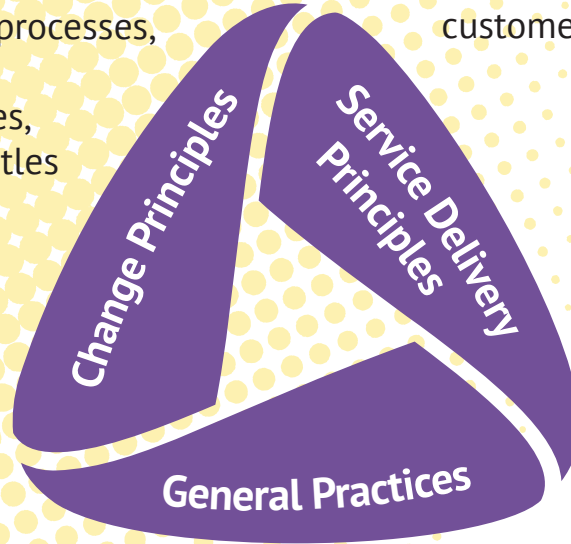 processes,
custome
es,
tles
Change Principles
Service Delivery
Principles
General Practices